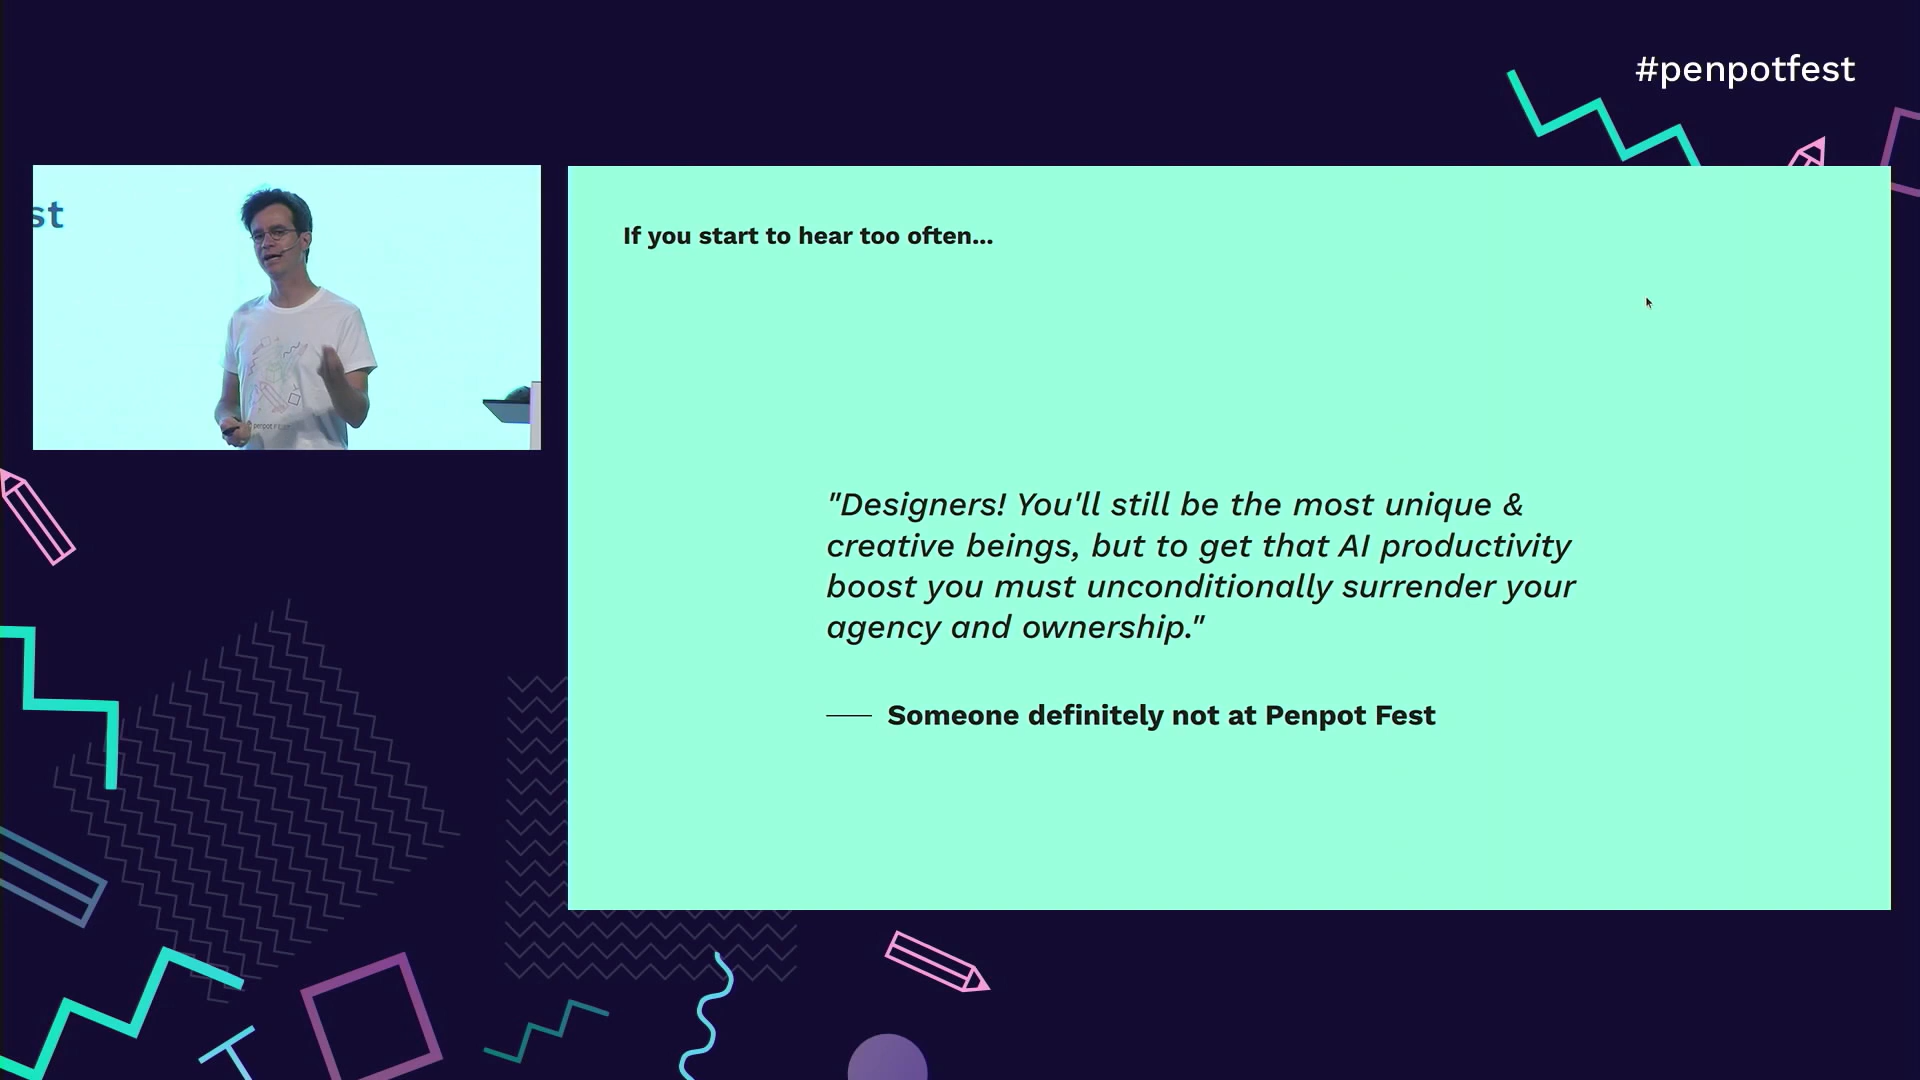 #penpotfest
st
If you start to hear too often...
"Designers! You'll still be the most unique &
creative beings, but to get that AI productivity
boost you must unconditionally surrender your
agency and ownership."
Someone definitely not at Penpot Fest
penpot